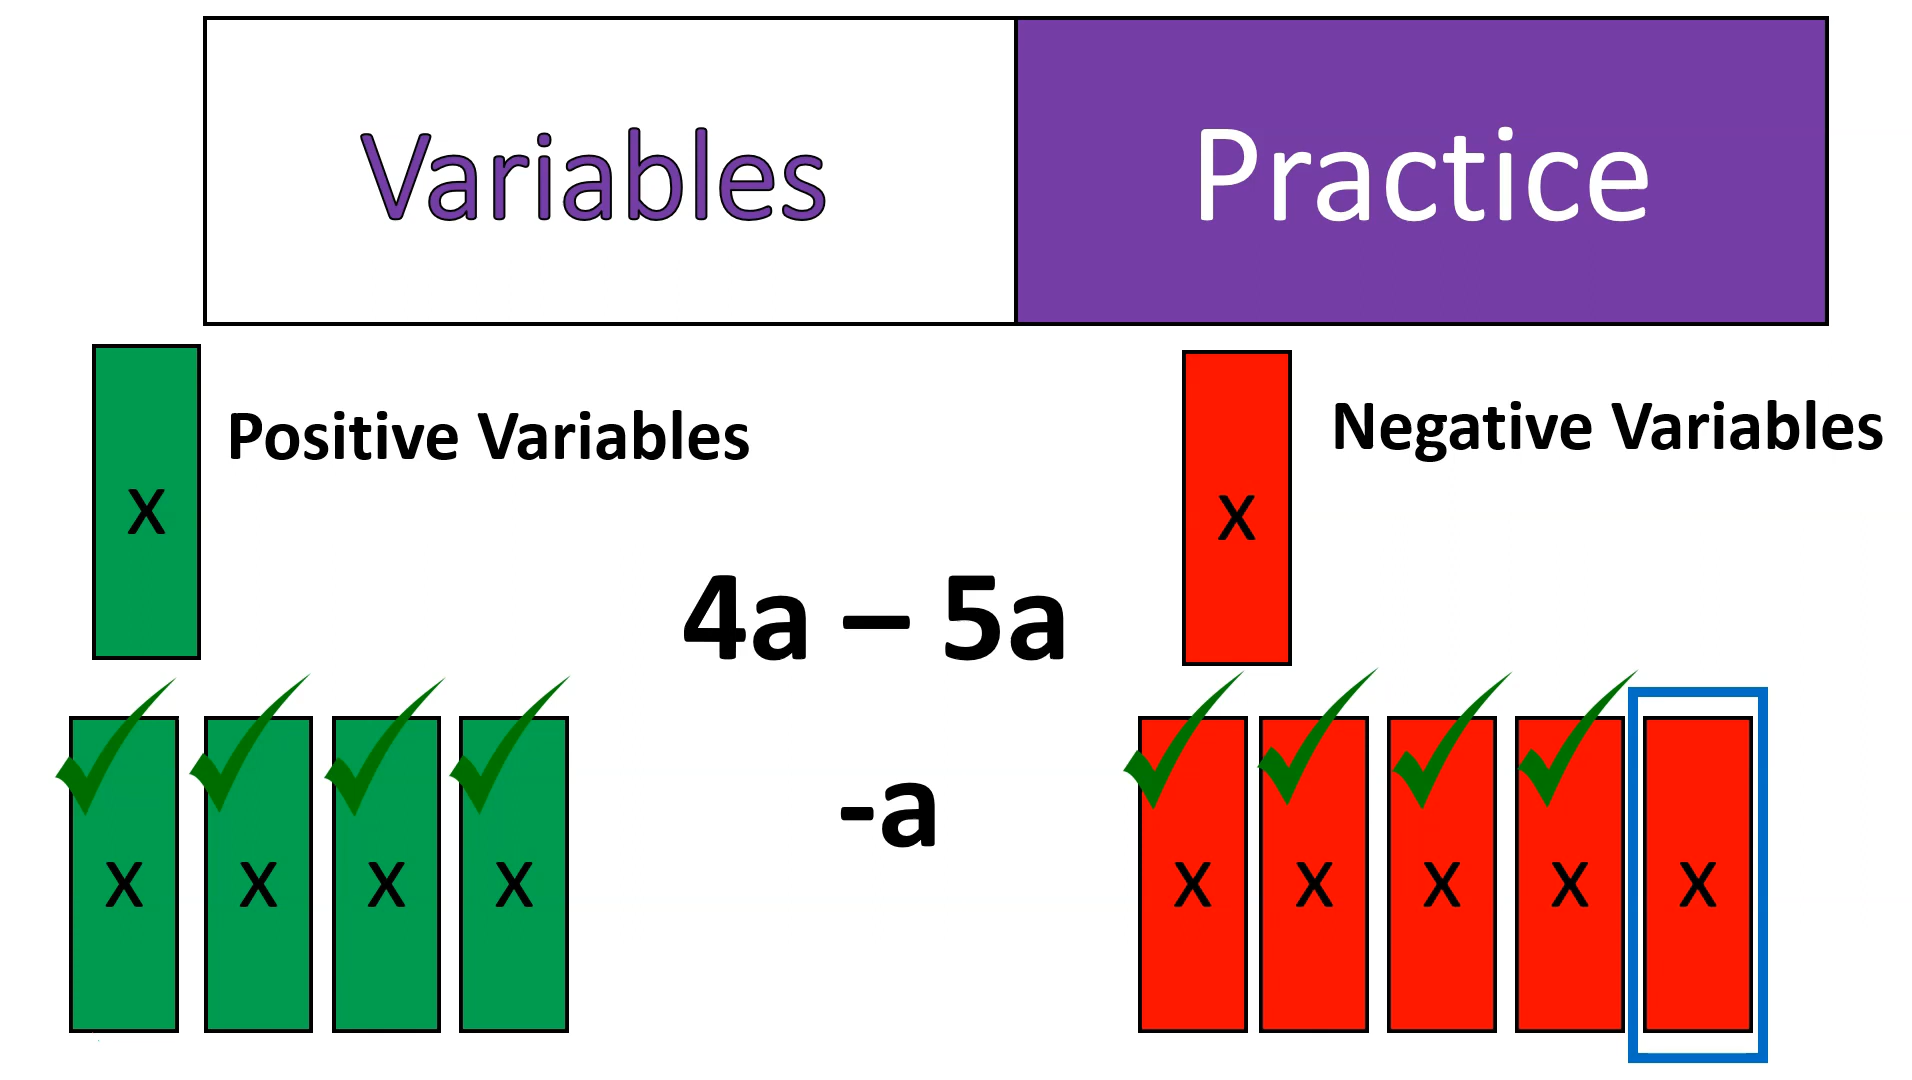 Variables Practice
Positive Variables
Negative Variables
X
X
4a – 5a
-a
X X X X
X X X X X